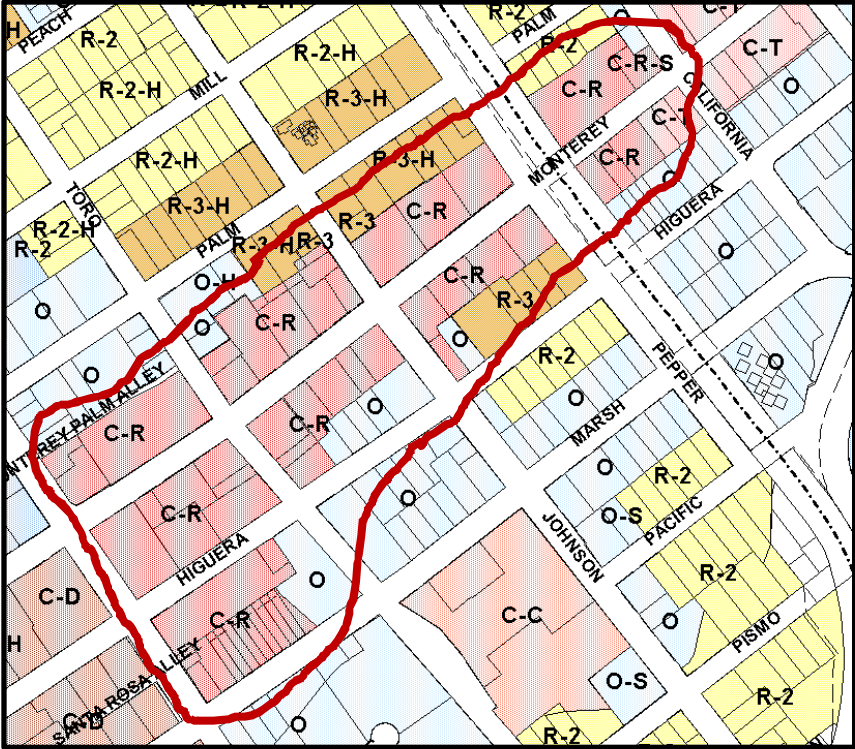 R-2-H
R-2
C-T
PEACH
R-2
PALM
H
R-2
R-2-H
C-R-S
C-T
MILL
R-2-H
C-R
O
R-3-H
CALIFORNIA
C-T
MONTEREY
R-2-H
R-3-H
C-R
O
TORO
R-3-H
HIGUERA
R-2-H
PALM
R-3
C-R
R-2
R-3-H
R-3
O
O-H
C-R
R-3
O
O
C-R
O
R-2
PEPPER
O
O
MONTEREY PALM ALLEY
O
O
MARSH
C-R
C-R
O
R-2
O
C-R
O-S
PACIFIC
HIGUERA
JOHNSON
O
R-2
C-D
C-R
C-C
O
PISMO
H
SANTA ROSA ALLEY
O-S
R-2
C-D
O
R-2